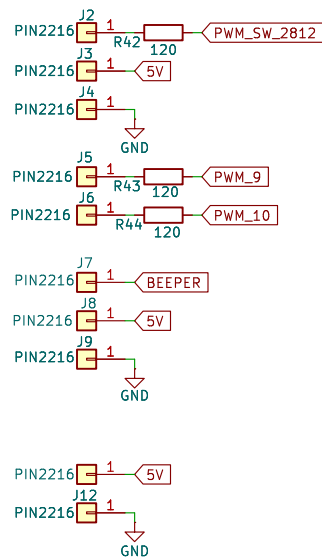 J2
PIN2216 1 R42 120 PWM_SW_2812
J3
PIN2216 1 5V
J4
PIN2216 1
GND
J5
PIN2216 1 R43 120 PWM_9
J6
PIN2216 1 R44 120 PWM_10
J7
PIN2216 1 BEEPER
J8
PIN2216 1 5V
J9
PIN2216 1
GND
PIN2216 1 5V
J12
PIN2216 1
GND